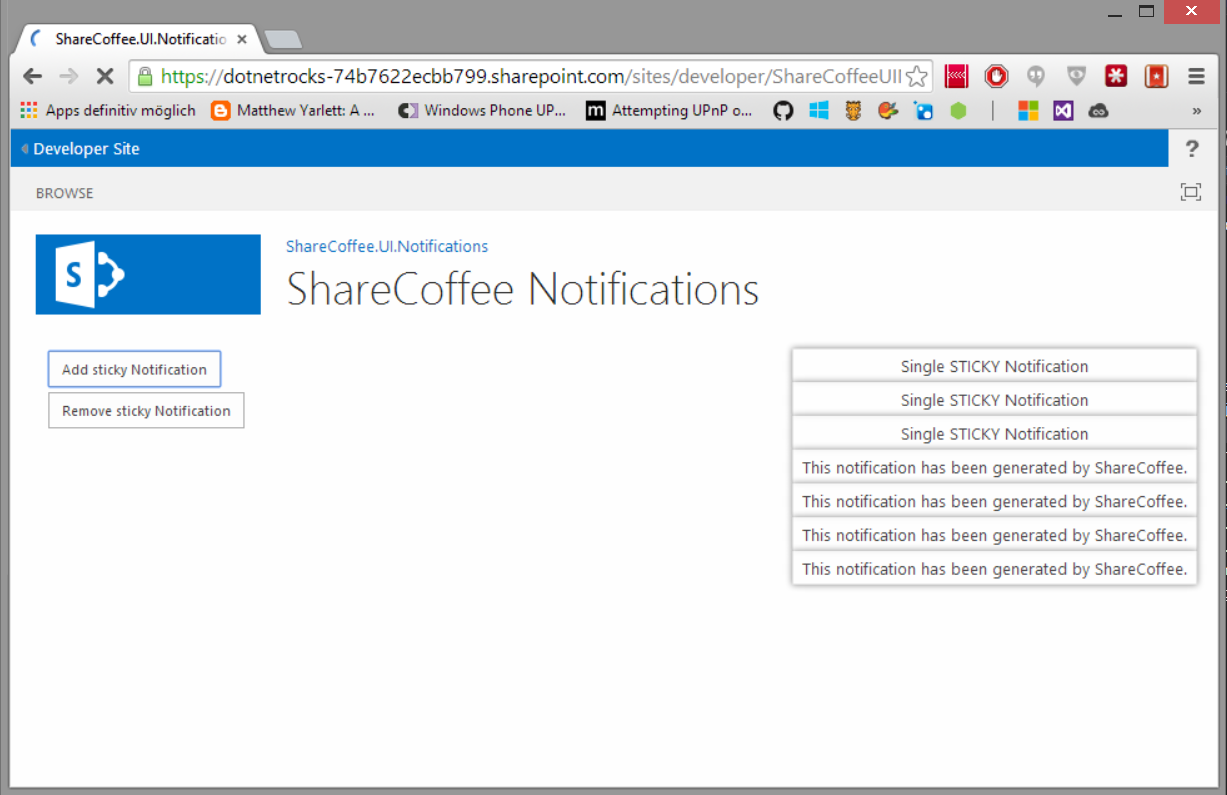 ShareCoffee.UI.Notificatio
https://dotnetrocks-74b7622ecbb799.sharepoint.com/sites/developer/ShareCoffeeUII
Apps definitiv möglich Matthew Yarlett: A ... Windows Phone UP... m Attempting UPnP o... »
Developer Site ?
BROWSE
S
ShareCoffee.UI.Notifications
ShareCoffee Notifications
Add sticky Notification
Remove sticky Notification
Single STICKY Notification
Single STICKY Notification
Single STICKY Notification
This notification has been generated by ShareCoffee.
This notification has been generated by ShareCoffee.
This notification has been generated by ShareCoffee.
This notification has been generated by ShareCoffee.